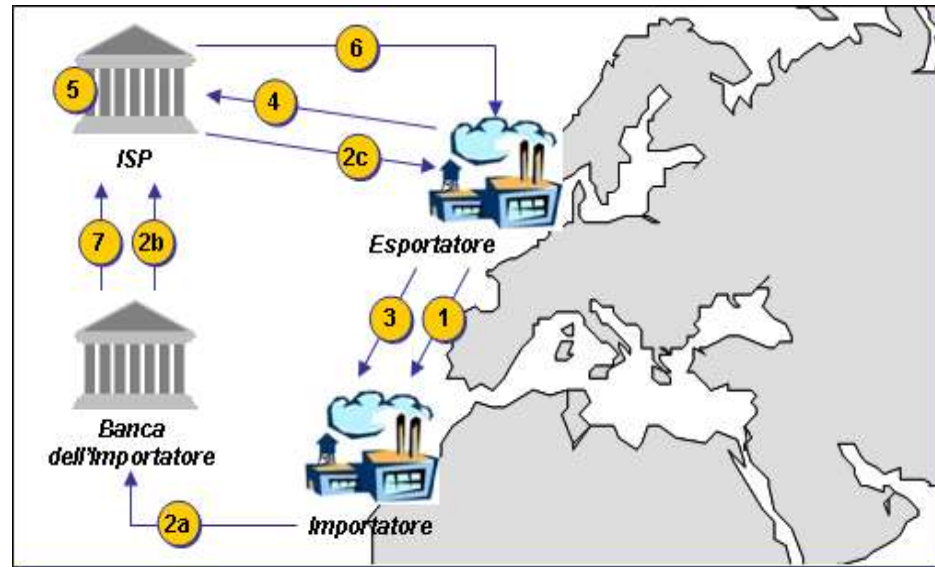 6
5
4
2c
ISP
Esportatore
7
2b
3
1
Banca
dell'Importatore
2a
Importatore